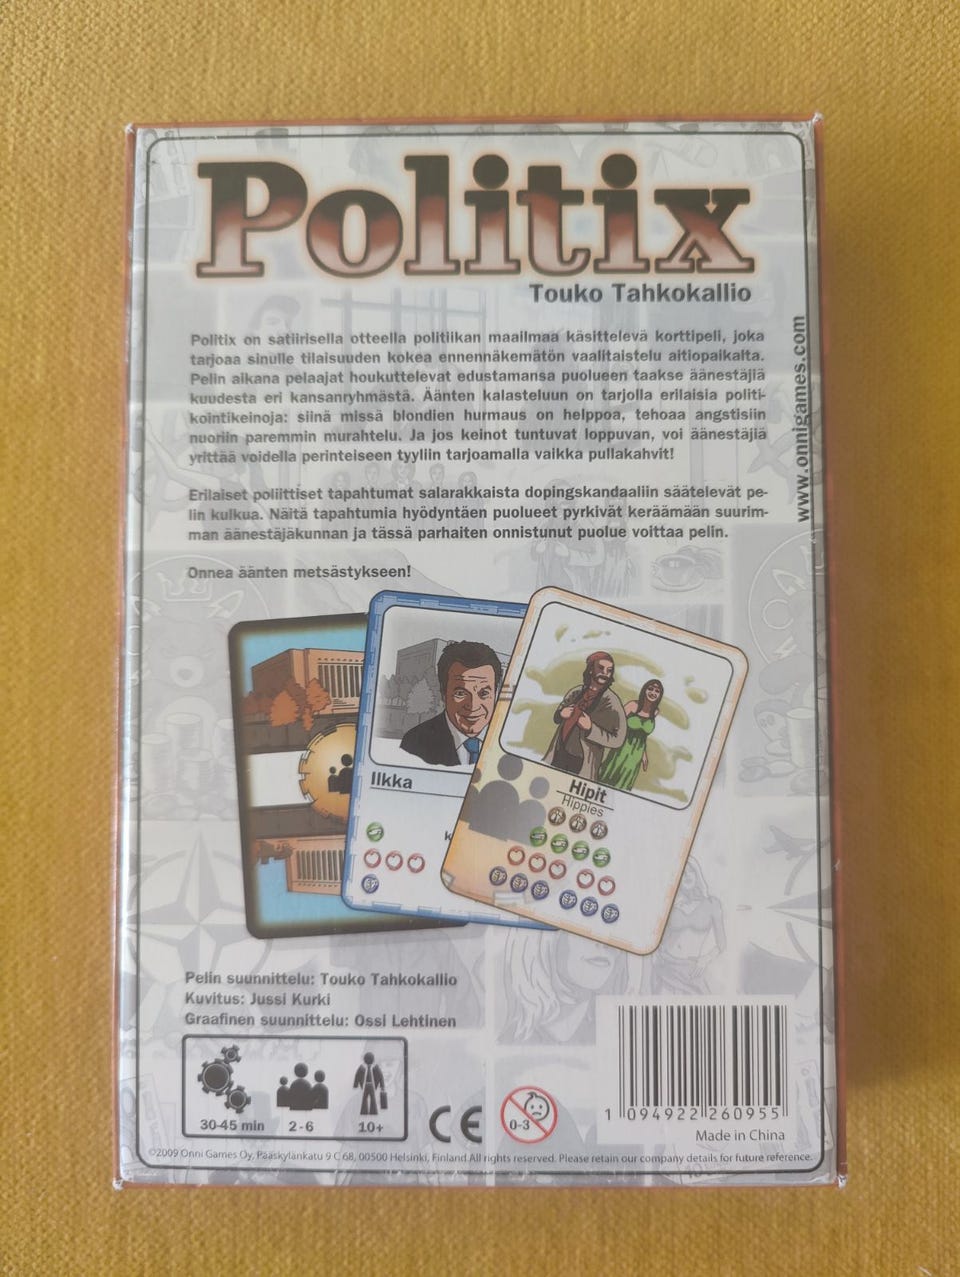 Politix
Touko Tahkokallio
Politix on satiirisella otteella politiikan maailmaa käsittelevä korttipeli, joka
tarjoaa sinulle tilaisuuden kokea ennennäkemätön vaalitaistelu aitiopaikalta.
Pelin aikana pelaajat houkuttelevat edustamansa puolueen taakse äänestäjiä
kuudesta eri kansanryhmästä. Äänten kalasteluun on tarjolla erilaisia politi-
kointikeinoja: siinä missä blondien hurmaus on helppoa, tehoaa angstisiin
nuoriin paremmin murahtelu. Ja jos keinot tuntuvat loppuvan, voi äänestäjiä
yrittää voidella perinteiseen tyyliin tarjoamalla vaikka pullakahvit!
Erilaiset poliittiset tapahtumat salarakkaista dopingskandaaliin säätelevät pe-
lin kulkua. Näitä tapahtumia hyödyntäen puolueet pyrkivät keräämään suurim-
man äänestäjäkunnan ja tässä parhaiten onnistunut puolue voittaa pelin.
Onnea äänten metsästykseen!
www.onnigames.com
Ilkka
k
Hipit
Hippies
Pelin suunnittelu: Touko Tahkokallio
Kuvitus: Jussi Kurki
Graafinen suunnittelu: Ossi Lehtinen
30-45 min 2-6 10+
CE
0-3
1 094922 260955
Made in China
©2009 Onni Games Oy, Pääskylänkatu 9 C 68, 00500 Helsinki, Finland.All rights reserved. Please retain our company details for future reference.